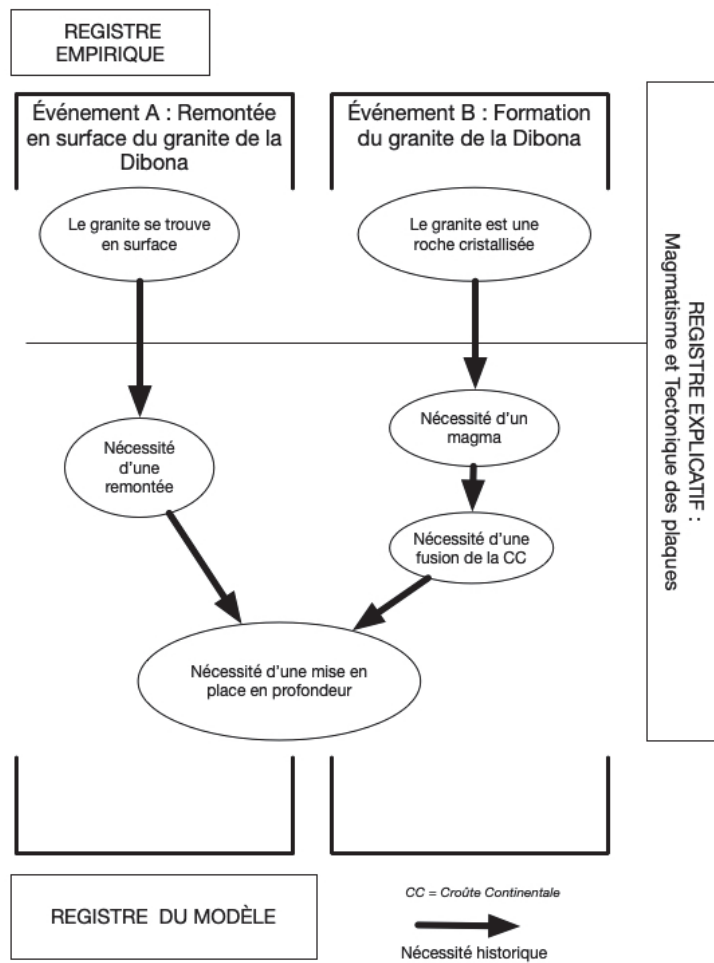 REGISTRE
EMPIRIQUE
Événement A : Remontée
en surface du granite de la
Dibona
Événement B : Formation
du granite de la Dibona
Le granite se trouve
en surface
Le granite est une
roche cristallisée
Nécessité
d'une
remontée
Nécessité d'un
magma
Nécessité d'une
fusion de la CC
Nécessité d'une mise en
place en profondeur
REGISTRE EXPLICATIF :
Magmatisme et Tectonique des plaques
REGISTRE DU MODÈLE
CC = Croûte Continentale
Nécessité historique